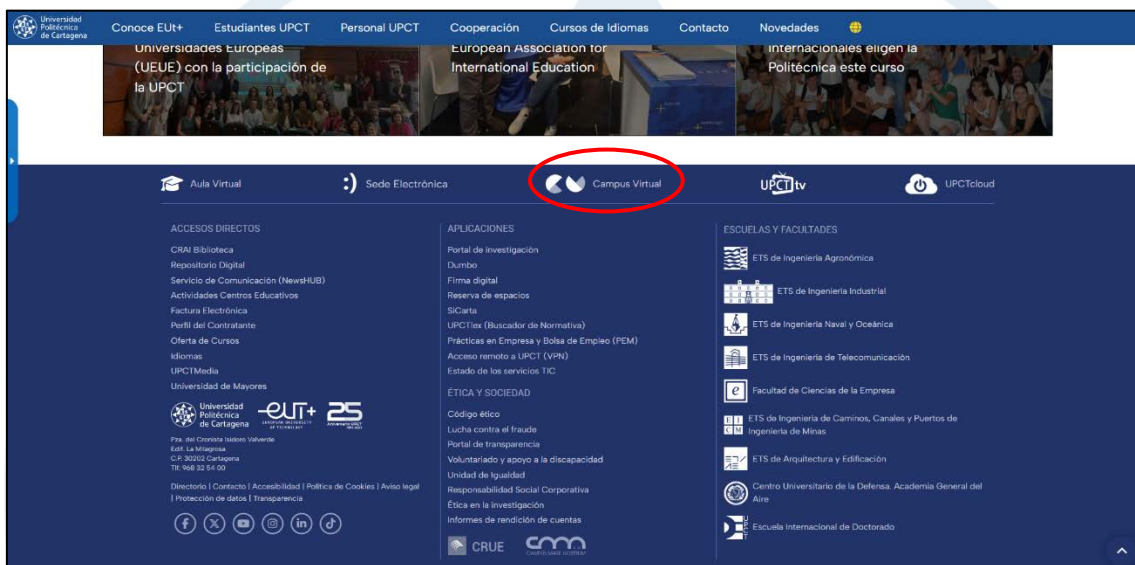 Universidad
Politécnica
de Cartagena
Conoce EUt+
Estudiantes UPCT
Personal UPCT
Cooperación
Cursos de Idiomas
Contacto
Novedades
Universidades Europeas
(UEUE) con la participación de
la UPCT
European Association for
International Education
internacionales eligen la
Politécnica este curso
Aula Virtual
Sede Electrónica
Campus Virtual
UPCTtv
UPCTcloud
ACCESOS DIRECTOS
CRAI Biblioteca
Repositorio Digital
Servicio de Comunicación (NewsHUB)
Actividades Centros Educativos
Factura Electrónica
Perfil del Contratante
Oferta de Cursos
Idiomas
UPCTMedia
Universidad de Mayores
Universidad
Politécnica
de Cartagena
EUT+
EUROPEAN UNIVERSITY
OF TECHNOLOGY
25
Pza. del Cronista Isidoro Valverde
Edif. La Milagrosa
C.P. 30202 Cartagena
Tlf: 968 32 54 00
Directorio | Contacto | Accesibilidad | Política de Cookies | Aviso legal
| Protección de datos | Transparencia
APLICACIONES
Portal de investigación
Dumbo
Firma digital
Reserva de espacios
SiCarta
UPCTlex (Buscador de Normativa)
Prácticas en Empresa y Bolsa de Empleo (PEM)
Acceso remoto a UPCT (VPN)
Estado de los servicios TIC
ÉTICA Y SOCIEDAD
Código ético
Lucha contra el fraude
Portal de transparencia
Voluntariado y apoyo a la discapacidad
Unidad de Igualdad
Responsabilidad Social Corporativa
Ética en la investigación
Informes de rendición de cuentas
CRUE
CMN
CAMPUS MARE NOSTRUM
ESCUELAS Y FACULTADES
ETS de Ingeniería Agronómica
ETS de Ingeniería Industrial
ETS de Ingeniería Naval y Oceánica
ETS de Ingeniería de Telecomunicación
e
Facultad de Ciencias de la Empresa
ETS de Ingeniería de Caminos, Canales y Puertos de
Ingeniería de Minas
ETS de Arquitectura y Edificación
Centro Universitario de la Defensa. Academia General del
Aire
Escuela Internacional de Doctorado